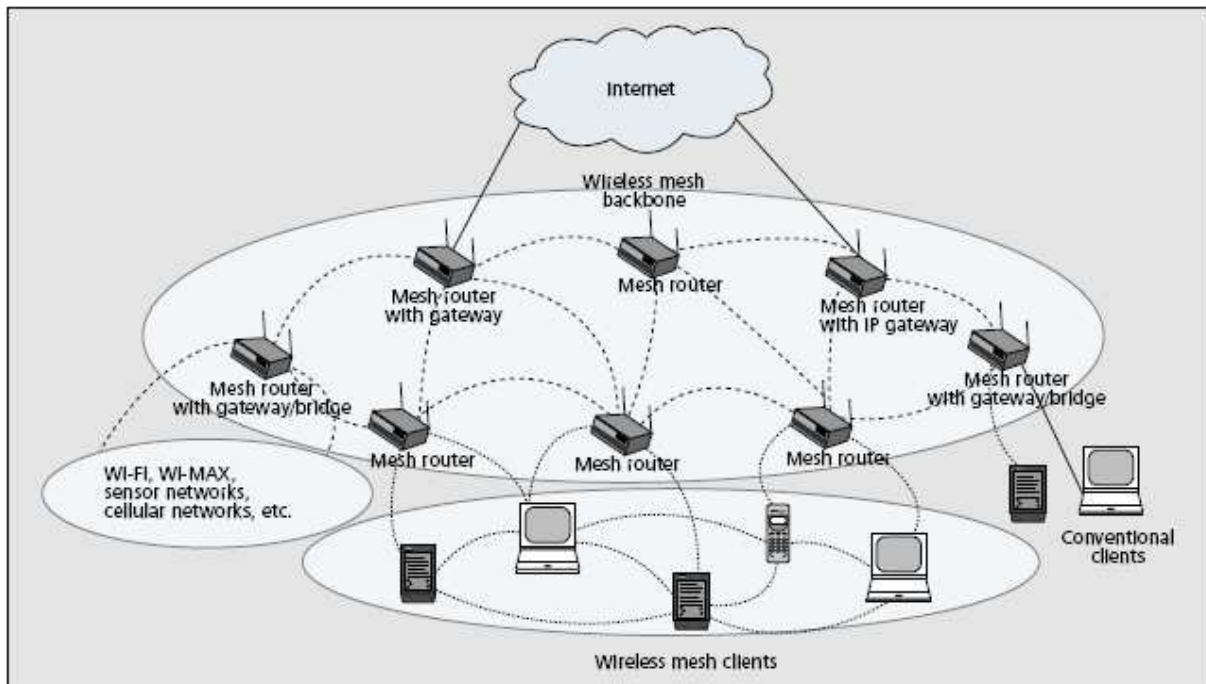 Internet
Wireless mesh
backbone
Mesh router
with gateway
Mesh router
Mesh router
with IP gateway
Mesh router
with gateway/bridge
Mesh router
with gateway/bridge
Mesh router
Mesh router
Mesh router
WI-FI, WI-MAX,
sensor networks,
cellular networks, etc.
Conventional
clients
Wireless mesh clients